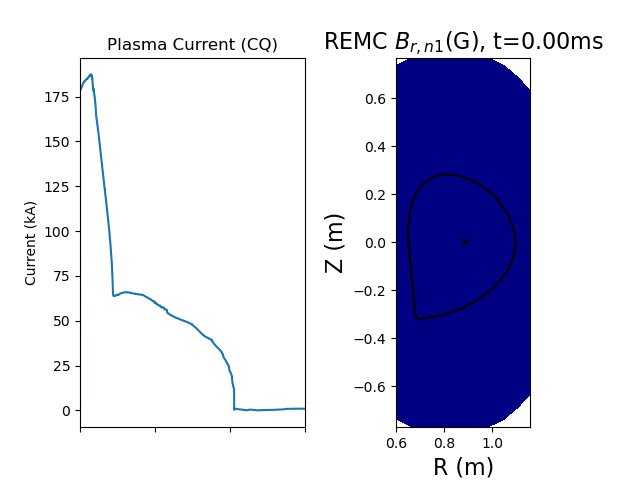 Plasma Current (CQ)
175
150
125
100
75
50
25
0
Current (kA)
REMC $B_{r,n1}$(G), t=0.00ms
0.6
0.4
0.2
0.0
−0.2
−0.4
−0.6
Z (m)
0.6 0.8 1.0
R (m)